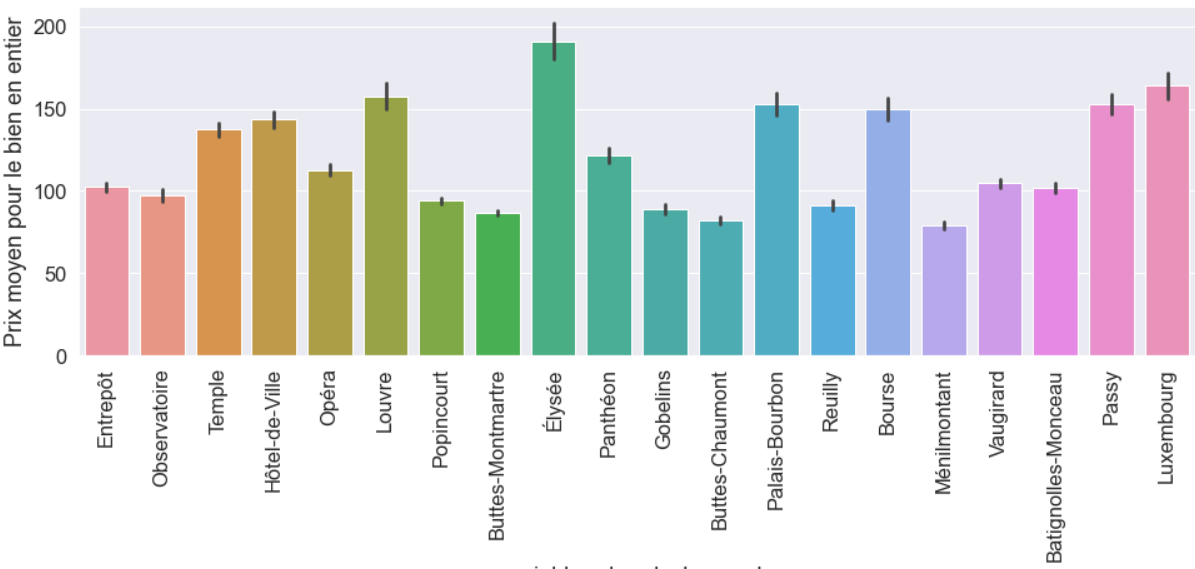 Prix moyen pour le bien en entier
200
150
100
50
0
Entrepôt
Observatoire
Temple
Hôtel-de-Ville
Opéra
Louvre
Popincourt
Buttes-Montmartre
Élysée
Panthéon
Gobelins
Buttes-Chaumont
Palais-Bourbon
Reuilly
Bourse
Ménilmontant
Vaugirard
Batignolles-Monceau
Passy
Luxembourg